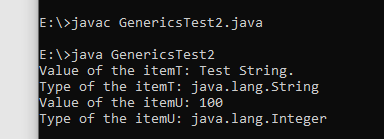 E:\>javac GenericsTest2.java
E:\>java GenericsTest2
Value of the itemT: Test String.
Type of the itemT: java.lang.String
Value of the itemU: 100
Type of the itemU: java.lang.Integer